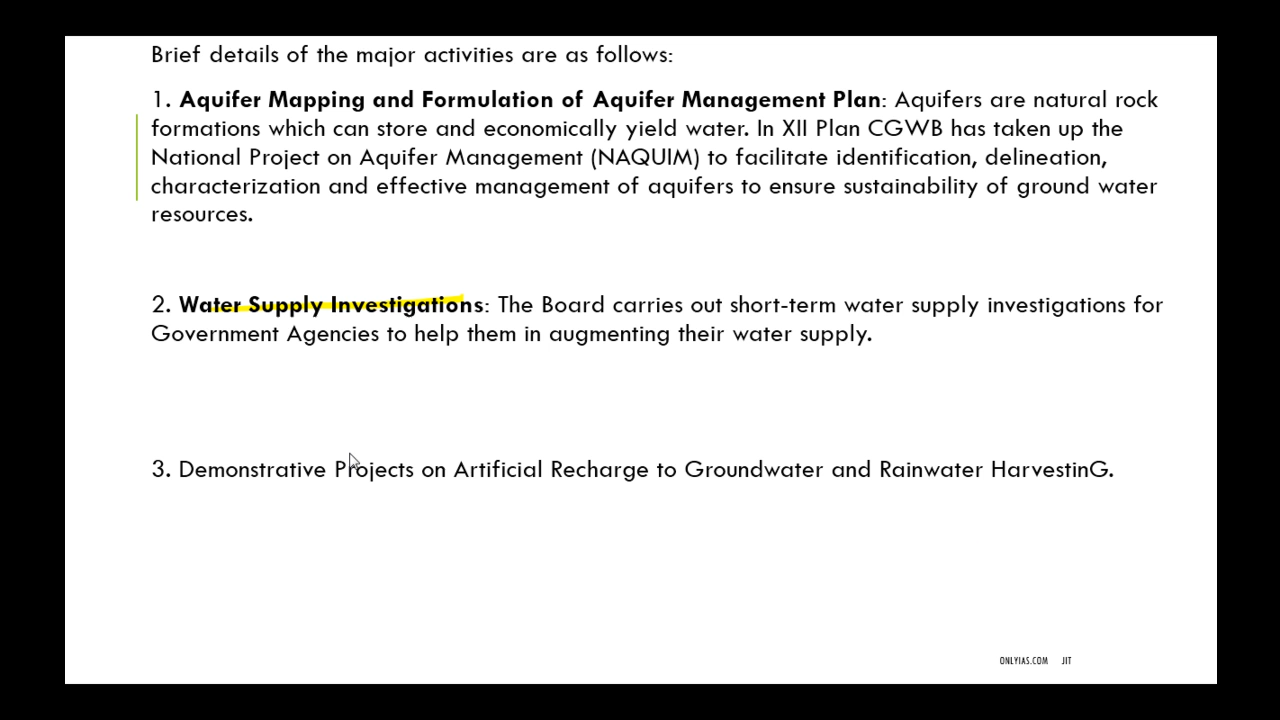 Brief details of the major activities are as follows:
1. Aquifer Mapping and Formulation of Aquifer Management Plan: Aquifers are natural rock
formations which can store and economically yield water. In XII Plan CGWB has taken up the
National Project on Aquifer Management (NAQUIM) to facilitate identification, delineation,
characterization and effective management of aquifers to ensure sustainability of ground water
resources.
2. Water Supply Investigations: The Board carries out short-term water supply investigations for
Government Agencies to help them in augmenting their water supply.
3. Demonstrative Projects on Artificial Recharge to Groundwater and Rainwater HarvestinG.
ONLYIAS.COM JIT